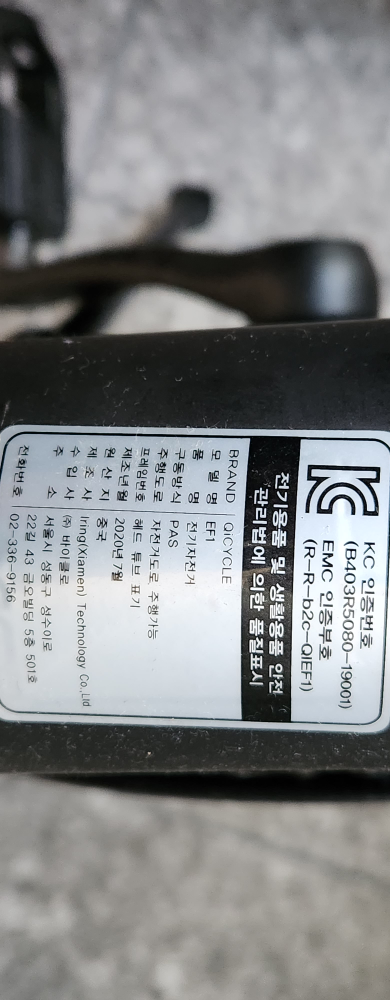 KC 인증번호
(B403R5080-19001)
EMC 인증부호
(R-R-b2c-QIEF1)
전기용품 및 생활용품 안전
관리법에 의한 품질표시
BRAND QiCYCLE
모델명 EF1
품 명 전기자전거
구동방식 PAS
주행도로 자전거도로 주행가능
프레임번호 헤드 튜브 표기
제조년월 2020년 7월
원 산 지 중국
제 조 사 Iriing(Xiamen) Technology Co.,Ltd
수 입 사 ㈜ 바이클로
주 소 서울시 성동구 성수이로
22길 43 금오빌딩 5층 501호
전화번호 02-336-9156